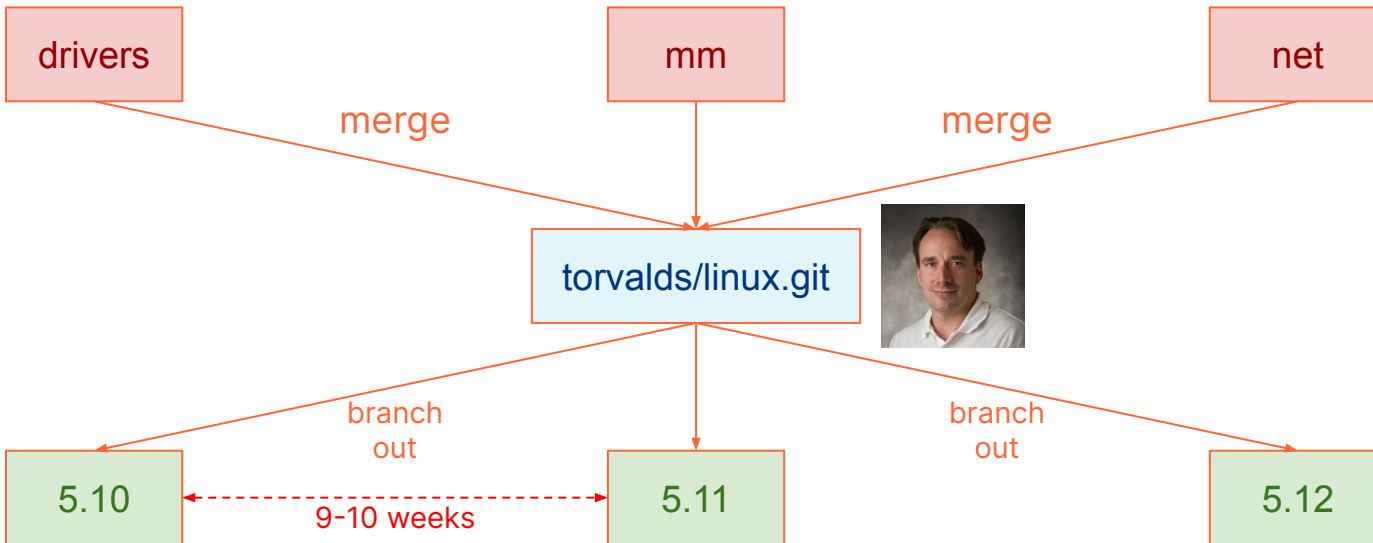 drivers
mm
net
merge
merge
torvalds/linux.git
branch
out
branch
out
5.10
5.11
5.12
9-10 weeks